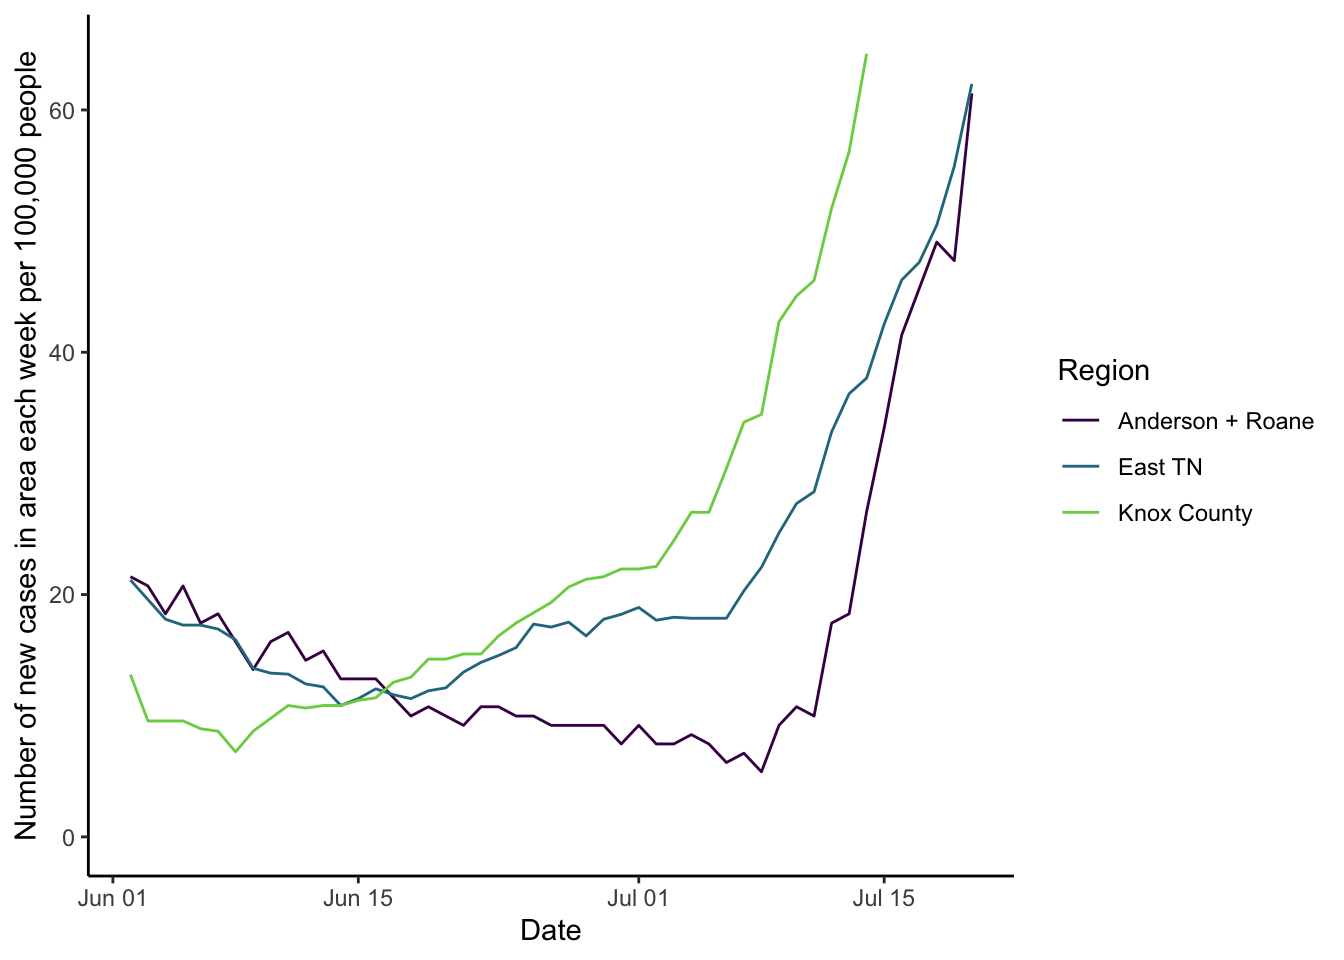 Number of new cases in area each week per 100,000 people
60
40
20
0
Jun 01
Jun 15
Jul 01
Jul 15
Date
Region
Anderson + Roane
East TN
Knox County